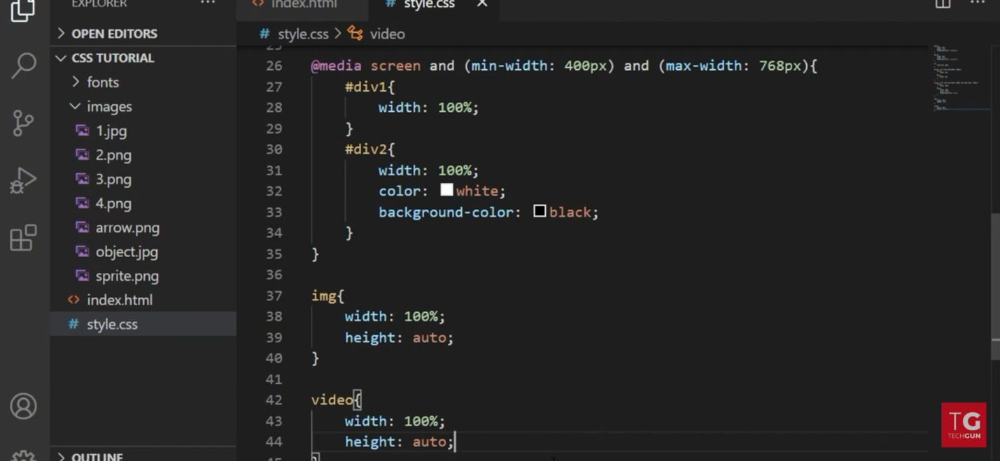 EXPLORER ...
index.html
# style.css ×
...
OPEN EDITORS
# style.css > video
CSS TUTORIAL
fonts
images
1.jpg
2.png
3.png
4.png
arrow.png
object.jpg
sprite.png
<> index.html
# style.css
OUTLINE
25
26 @media screen and (min-width: 400px) and (max-width: 768px){
27 #div1{
28 width: 100%;
29 }
30 #div2{
31 width: 100%;
32 color: white;
33 background-color: black;
34 }
35 }
36
37 img{
38 width: 100%;
39 height: auto;
40 }
41
42 video{
43 width: 100%;
44 height: auto;
45 }
TG
TECHGUN